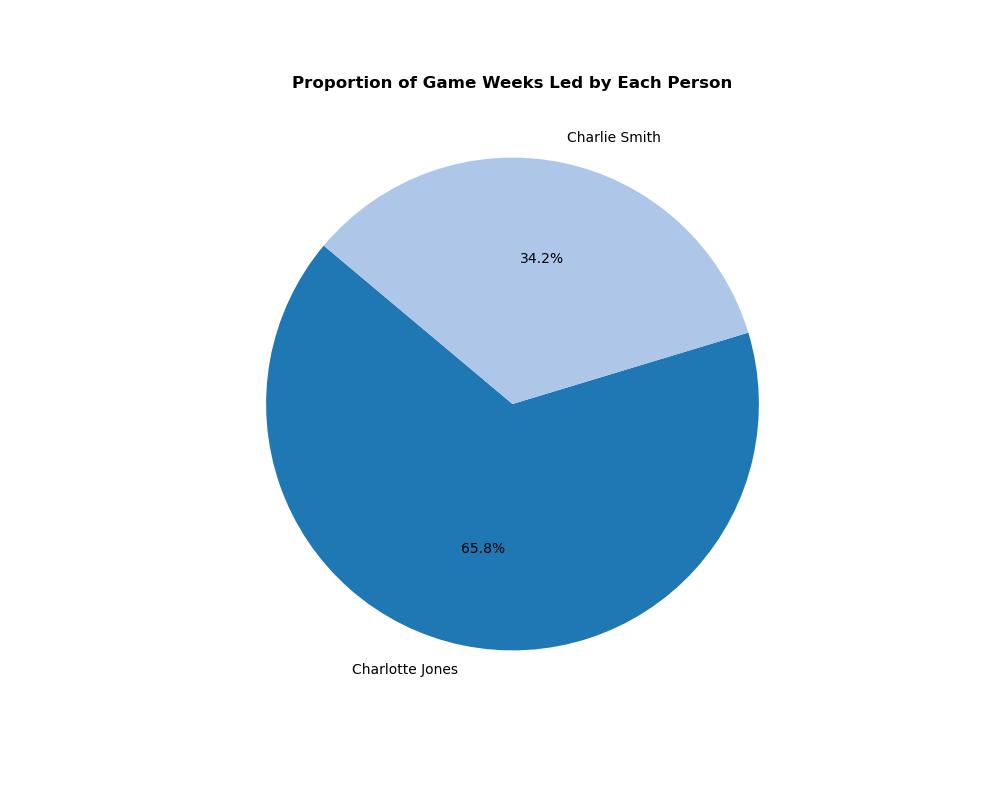 Proportion of Game Weeks Led by Each Person
Charlie Smith
34.2%
65.8%
Charlotte Jones